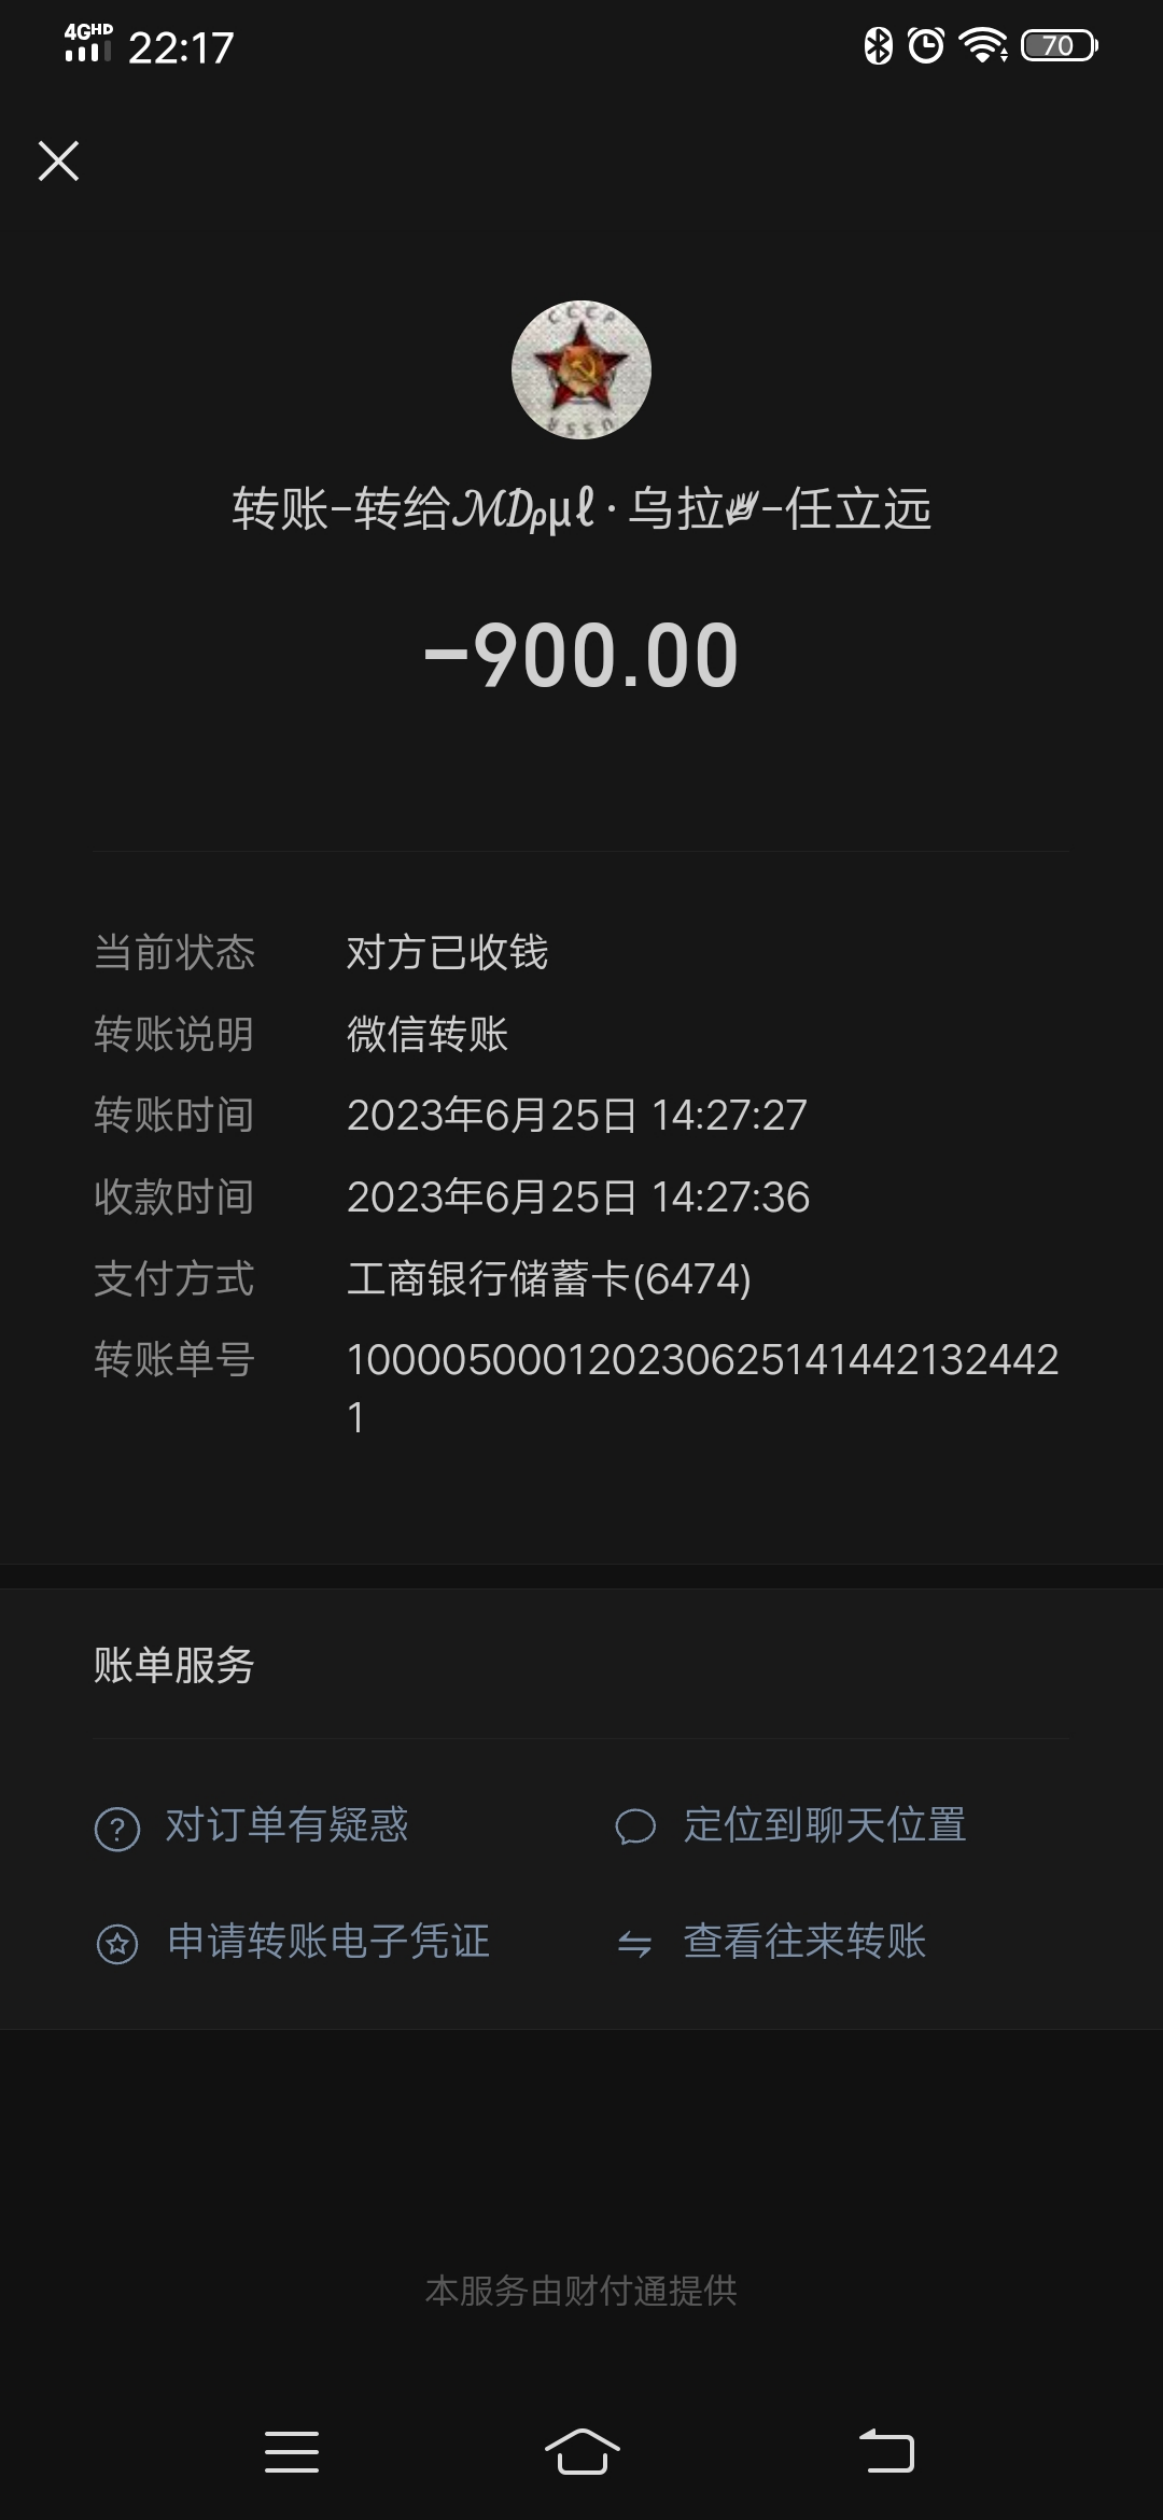 4GHD 22:17 70
CCCP
USSR
转账-转给ℳ𝒟ρμℓ·乌拉-任立远
-900.00
当前状态 对方已收钱
转账说明 微信转账
转账时间 2023年6月25日 14:27:27
收款时间 2023年6月25日 14:27:36
支付方式 工商银行储蓄卡(6474)
转账单号 100005000120230625141442132442
1
账单服务
对订单有疑惑 定位到聊天位置
申请转账电子凭证 查看往来转账
本服务由财付通提供